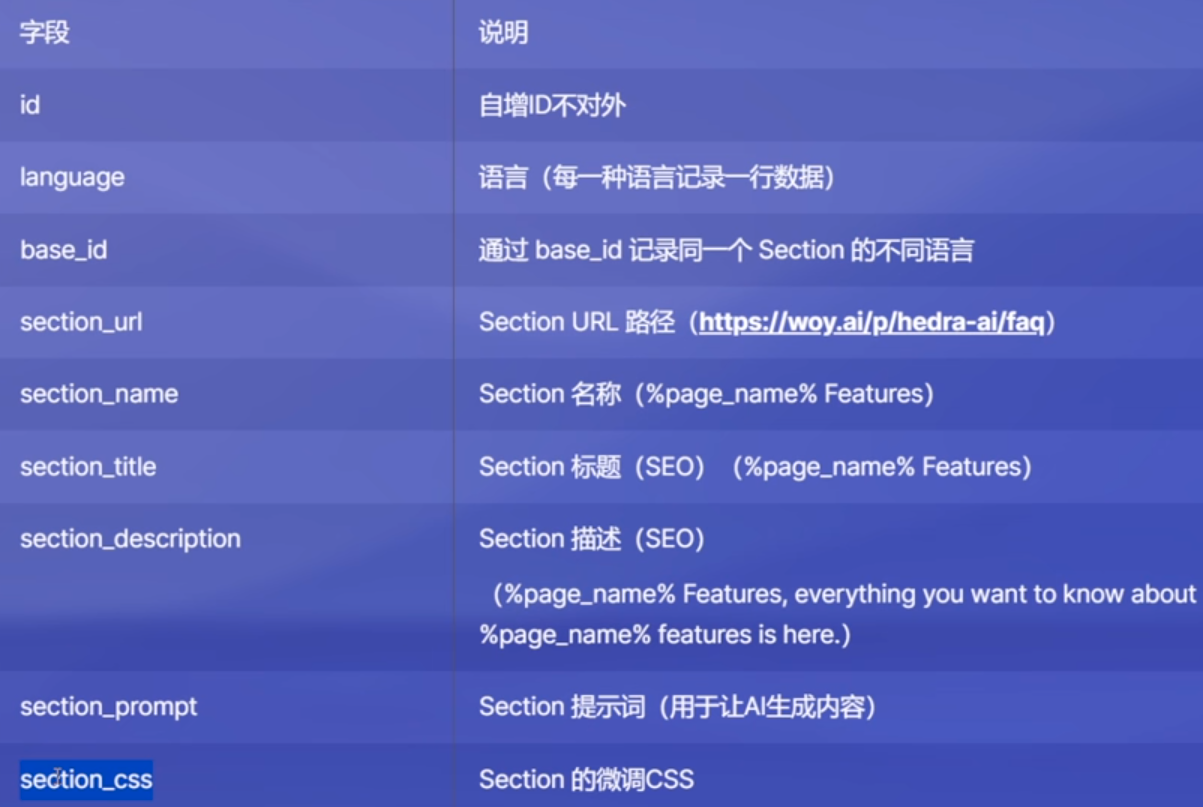 字段 说明
id 自增ID不对外
language 语言（每一种语言记录一行数据）
base_id 通过 base_id 记录同一个 Section 的不同语言
section_url Section URL 路径（https://woy.ai/p/hedra-ai/faq）
section_name Section 名称（%page_name% Features）
section_title Section 标题（SEO）（%page_name% Features）
section_description Section 描述（SEO）
（%page_name% Features, everything you want to know about
%page_name% features is here.）
section_prompt Section 提示词（用于让AI生成内容）
section_css Section 的微调CSS